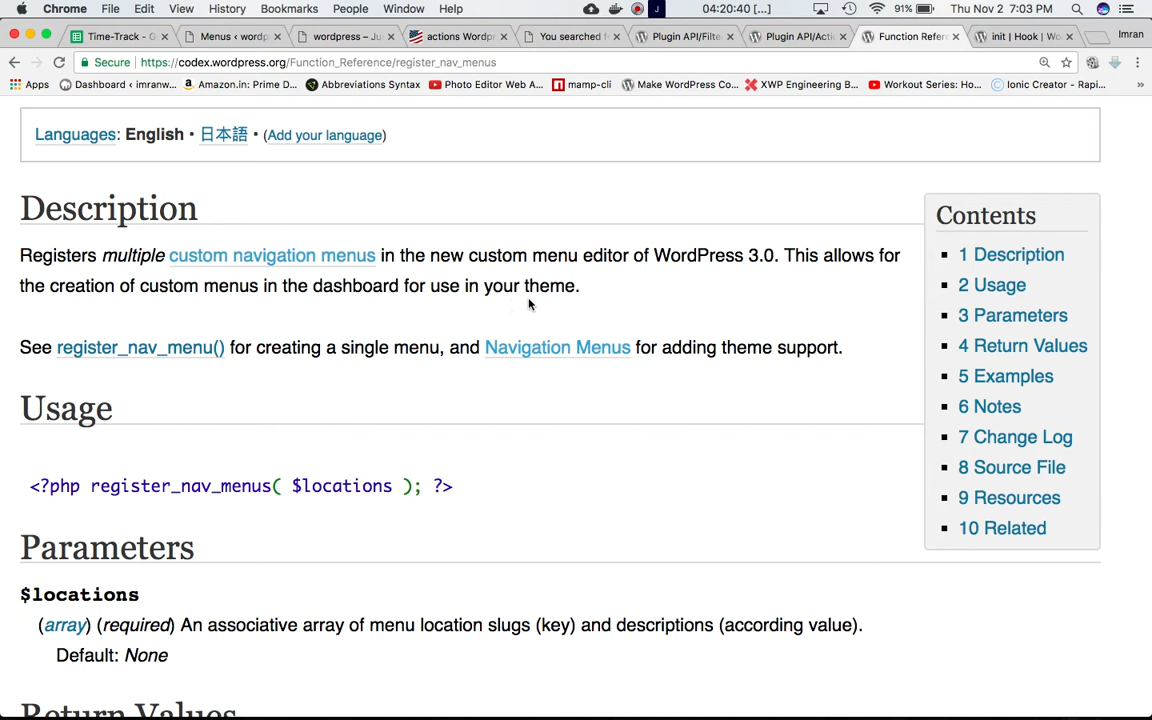 Chrome File Edit View History Bookmarks People Window Help 04:20:40 [...] 91% Thu Nov 2 7:03 PM
Time-Track - G Menus ‹ wordp wordpress – Ju actions Wordp You searched f Plugin API/Filte Plugin API/Actio Function Refer init | Hook | Wo Imran
Secure https://codex.wordpress.org/Function_Reference/register_nav_menus
Apps Dashboard ‹ imranw... Amazon.in: Prime D... Abbreviations Syntax Photo Editor Web A... mamp-cli Make WordPress Co... XWP Engineering B... Workout Series: Ho... Ionic Creator - Rapi... »
Languages: English • 日本語 • (Add your language)
Description
Registers multiple custom navigation menus in the new custom menu editor of WordPress 3.0. This allows for
the creation of custom menus in the dashboard for use in your theme.
See register_nav_menu() for creating a single menu, and Navigation Menus for adding theme support.
Usage
<?php register_nav_menus( $locations ); ?>
Parameters
$locations
(array) (required) An associative array of menu location slugs (key) and descriptions (according value).
Default: None
Return Values
Contents
1 Description
2 Usage
3 Parameters
4 Return Values
5 Examples
6 Notes
7 Change Log
8 Source File
9 Resources
10 Related